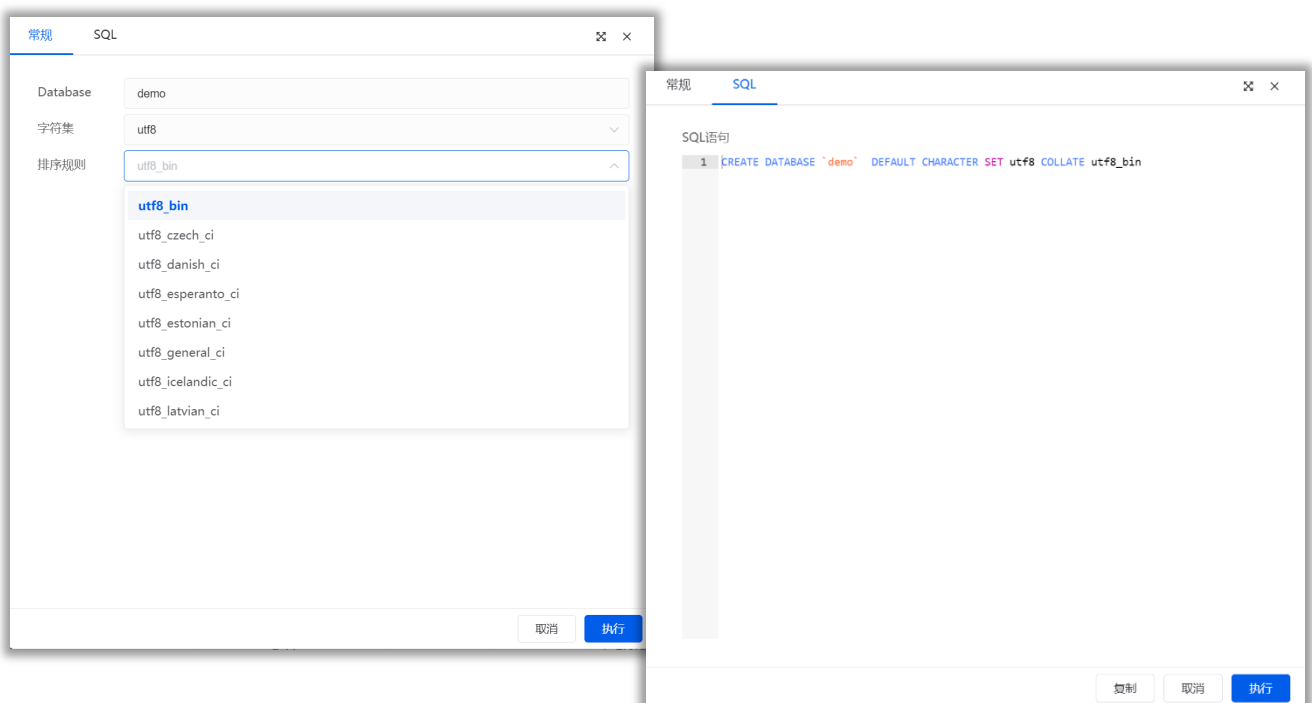 常规 SQL
Database demo
字符集 utf8
排序规则 utf8_bin
utf8_bin
utf8_czech_ci
utf8_danish_ci
utf8_esperanto_ci
utf8_estonian_ci
utf8_general_ci
utf8_icelandic_ci
utf8_latvian_ci
取消 执行
常规 SQL
SQL语句
1 CREATE DATABASE `demo`  DEFAULT CHARACTER SET utf8 COLLATE utf8_bin
复制 取消 执行